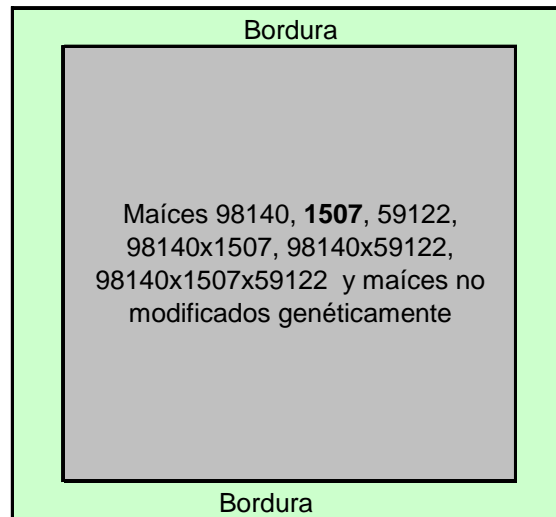 Bordura
Maíces 98140, 1507, 59122,
98140x1507, 98140x59122,
98140x1507x59122 y maíces no
modificados genéticamente
Bordura